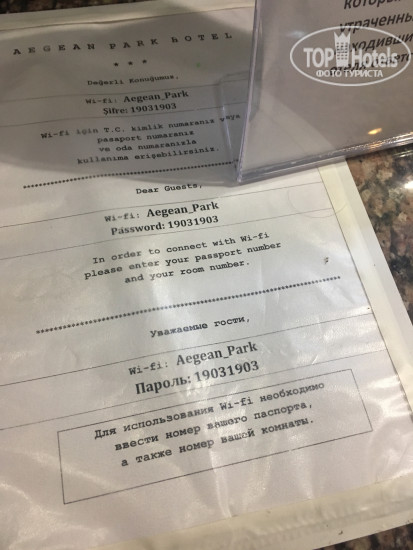 AEGEAN PARK hOTEL
***
Değerli Konuğumuz,
Wi-fi: Aegean_Park
Şifre: 19031903
Wi-fi için T.C. kimlik numaranız veya
pasaport numaranız
ve oda numaranızla
kullanıma erişebilirsiniz.
Dear Guests,
Wi-fi: Aegean_Park
Password: 19031903
In order to connect with Wi-fi
please enter your passport number
and your room number.
Уважаемые гости,
Wi-fi: Aegean_Park
Пароль: 19031903
Для использования Wi-fi необходимо
ввести номер вашего паспорта,
а также номер вашей комнаты.
которы
утраченны
TOP Hotels
ФОТО ТУРИСТА